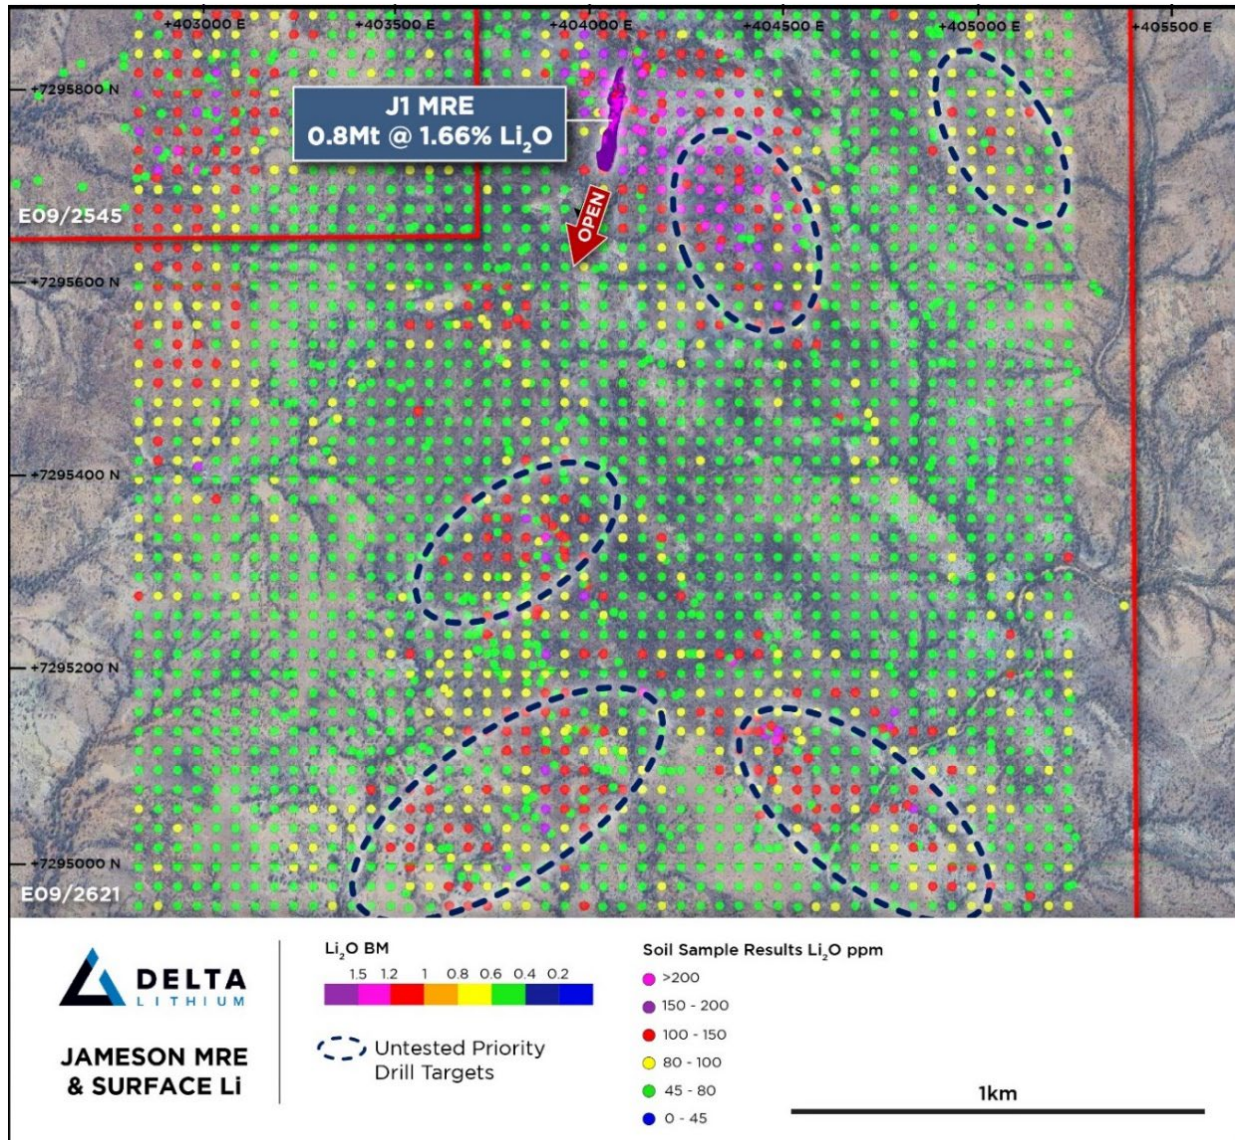 +403000 E
+403500 E
+404000 E
+404500 E
+405000 E
+405500 E
+7295800 N
J1 MRE
0.8Mt @ 1.66% Li₂O
OPEN
E09/2545
+7295600 N
+7295400 N
+7295200 N
+7295000 N
E09/2621
DELTA
LITHIUM
JAMESON MRE
& SURFACE Li
Li₂O BM
1.5 1.2 1 0.8 0.6 0.4 0.2
Untested Priority
Drill Targets
Soil Sample Results Li₂O ppm
>200
150 - 200
100 - 150
80 - 100
45 - 80
0 - 45
1km